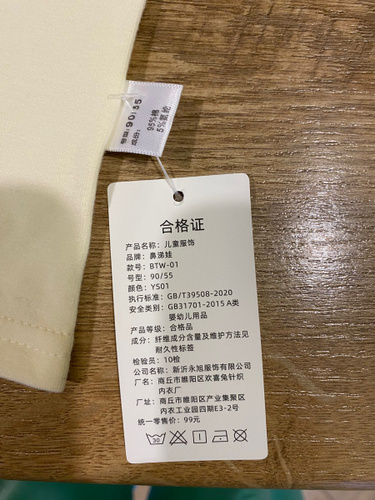 号型:90/55
成份:
95%棉
5%氨纶
合格证
产品名称：儿童服饰
品牌：鼻涕娃
款号：BTW-01
号型：90/55
颜色：YS01
执行标准：GB/T39508-2020
安全类别：GB31701-2015 A类
婴幼儿用品
产品等级：合格品
成分：纤维成分含量及维护方法见
耐久性标签
检验员：10检
公司名称：新沂永旭服饰有限公司
厂名：商丘市睢阳区欢喜兔针织
内衣厂
厂址：商丘市睢阳区产业集聚区
内衣工业园四期E3-2号
统一零售价：99元
30